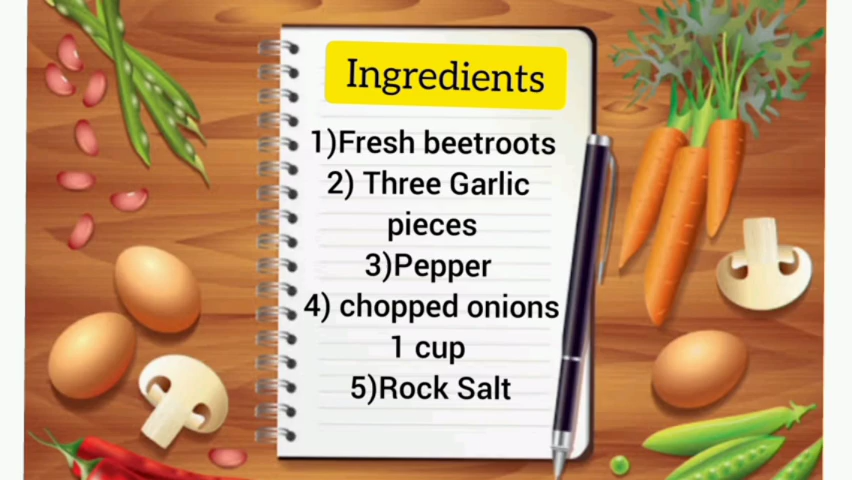 Ingredients
1)Fresh beetroots
2) Three Garlic
pieces
3)Pepper
4) chopped onions
1 cup
5)Rock Salt